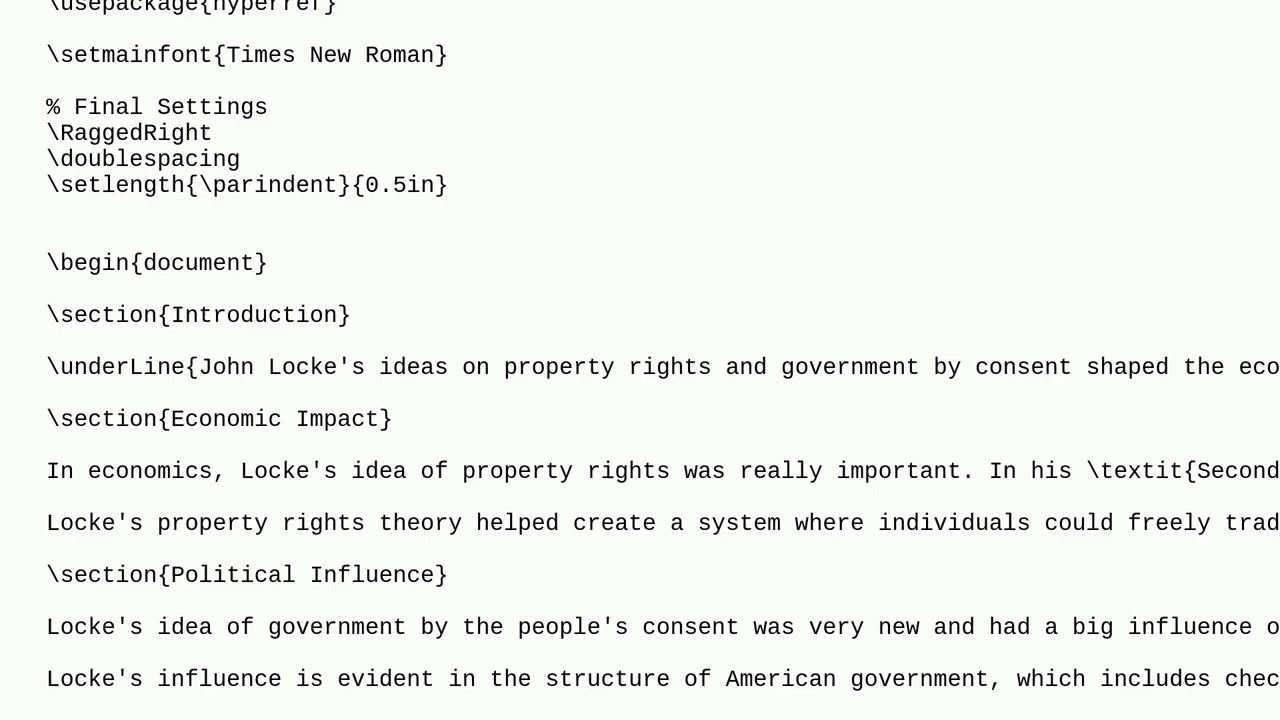 \usepackage{hyperref}
\setmainfont{Times New Roman}
% Final Settings
\RaggedRight
\doublespacing
\setlength{\parindent}{0.5in}
\begin{document}
\section{Introduction}
\underLine{John Locke's ideas on property rights and government by consent shaped the eco
\section{Economic Impact}
In economics, Locke's idea of property rights was really important. In his \textit{Second
Locke's property rights theory helped create a system where individuals could freely trad
\section{Political Influence}
Locke's idea of government by the people's consent was very new and had a big influence o
Locke's influence is evident in the structure of American government, which includes chec